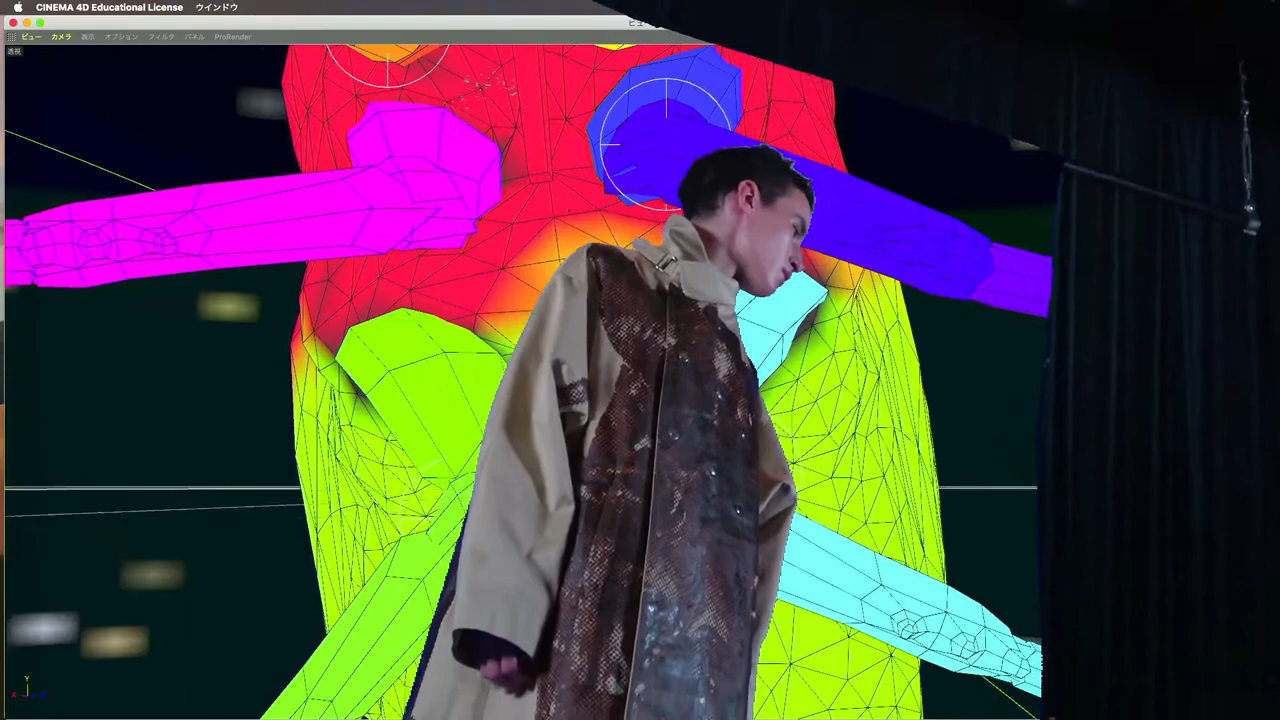 CINEMA 4D Educational License ウインドウ
ビュー カメラ 表示 オプション フィルタ パネル ProRender
透視
Y
X